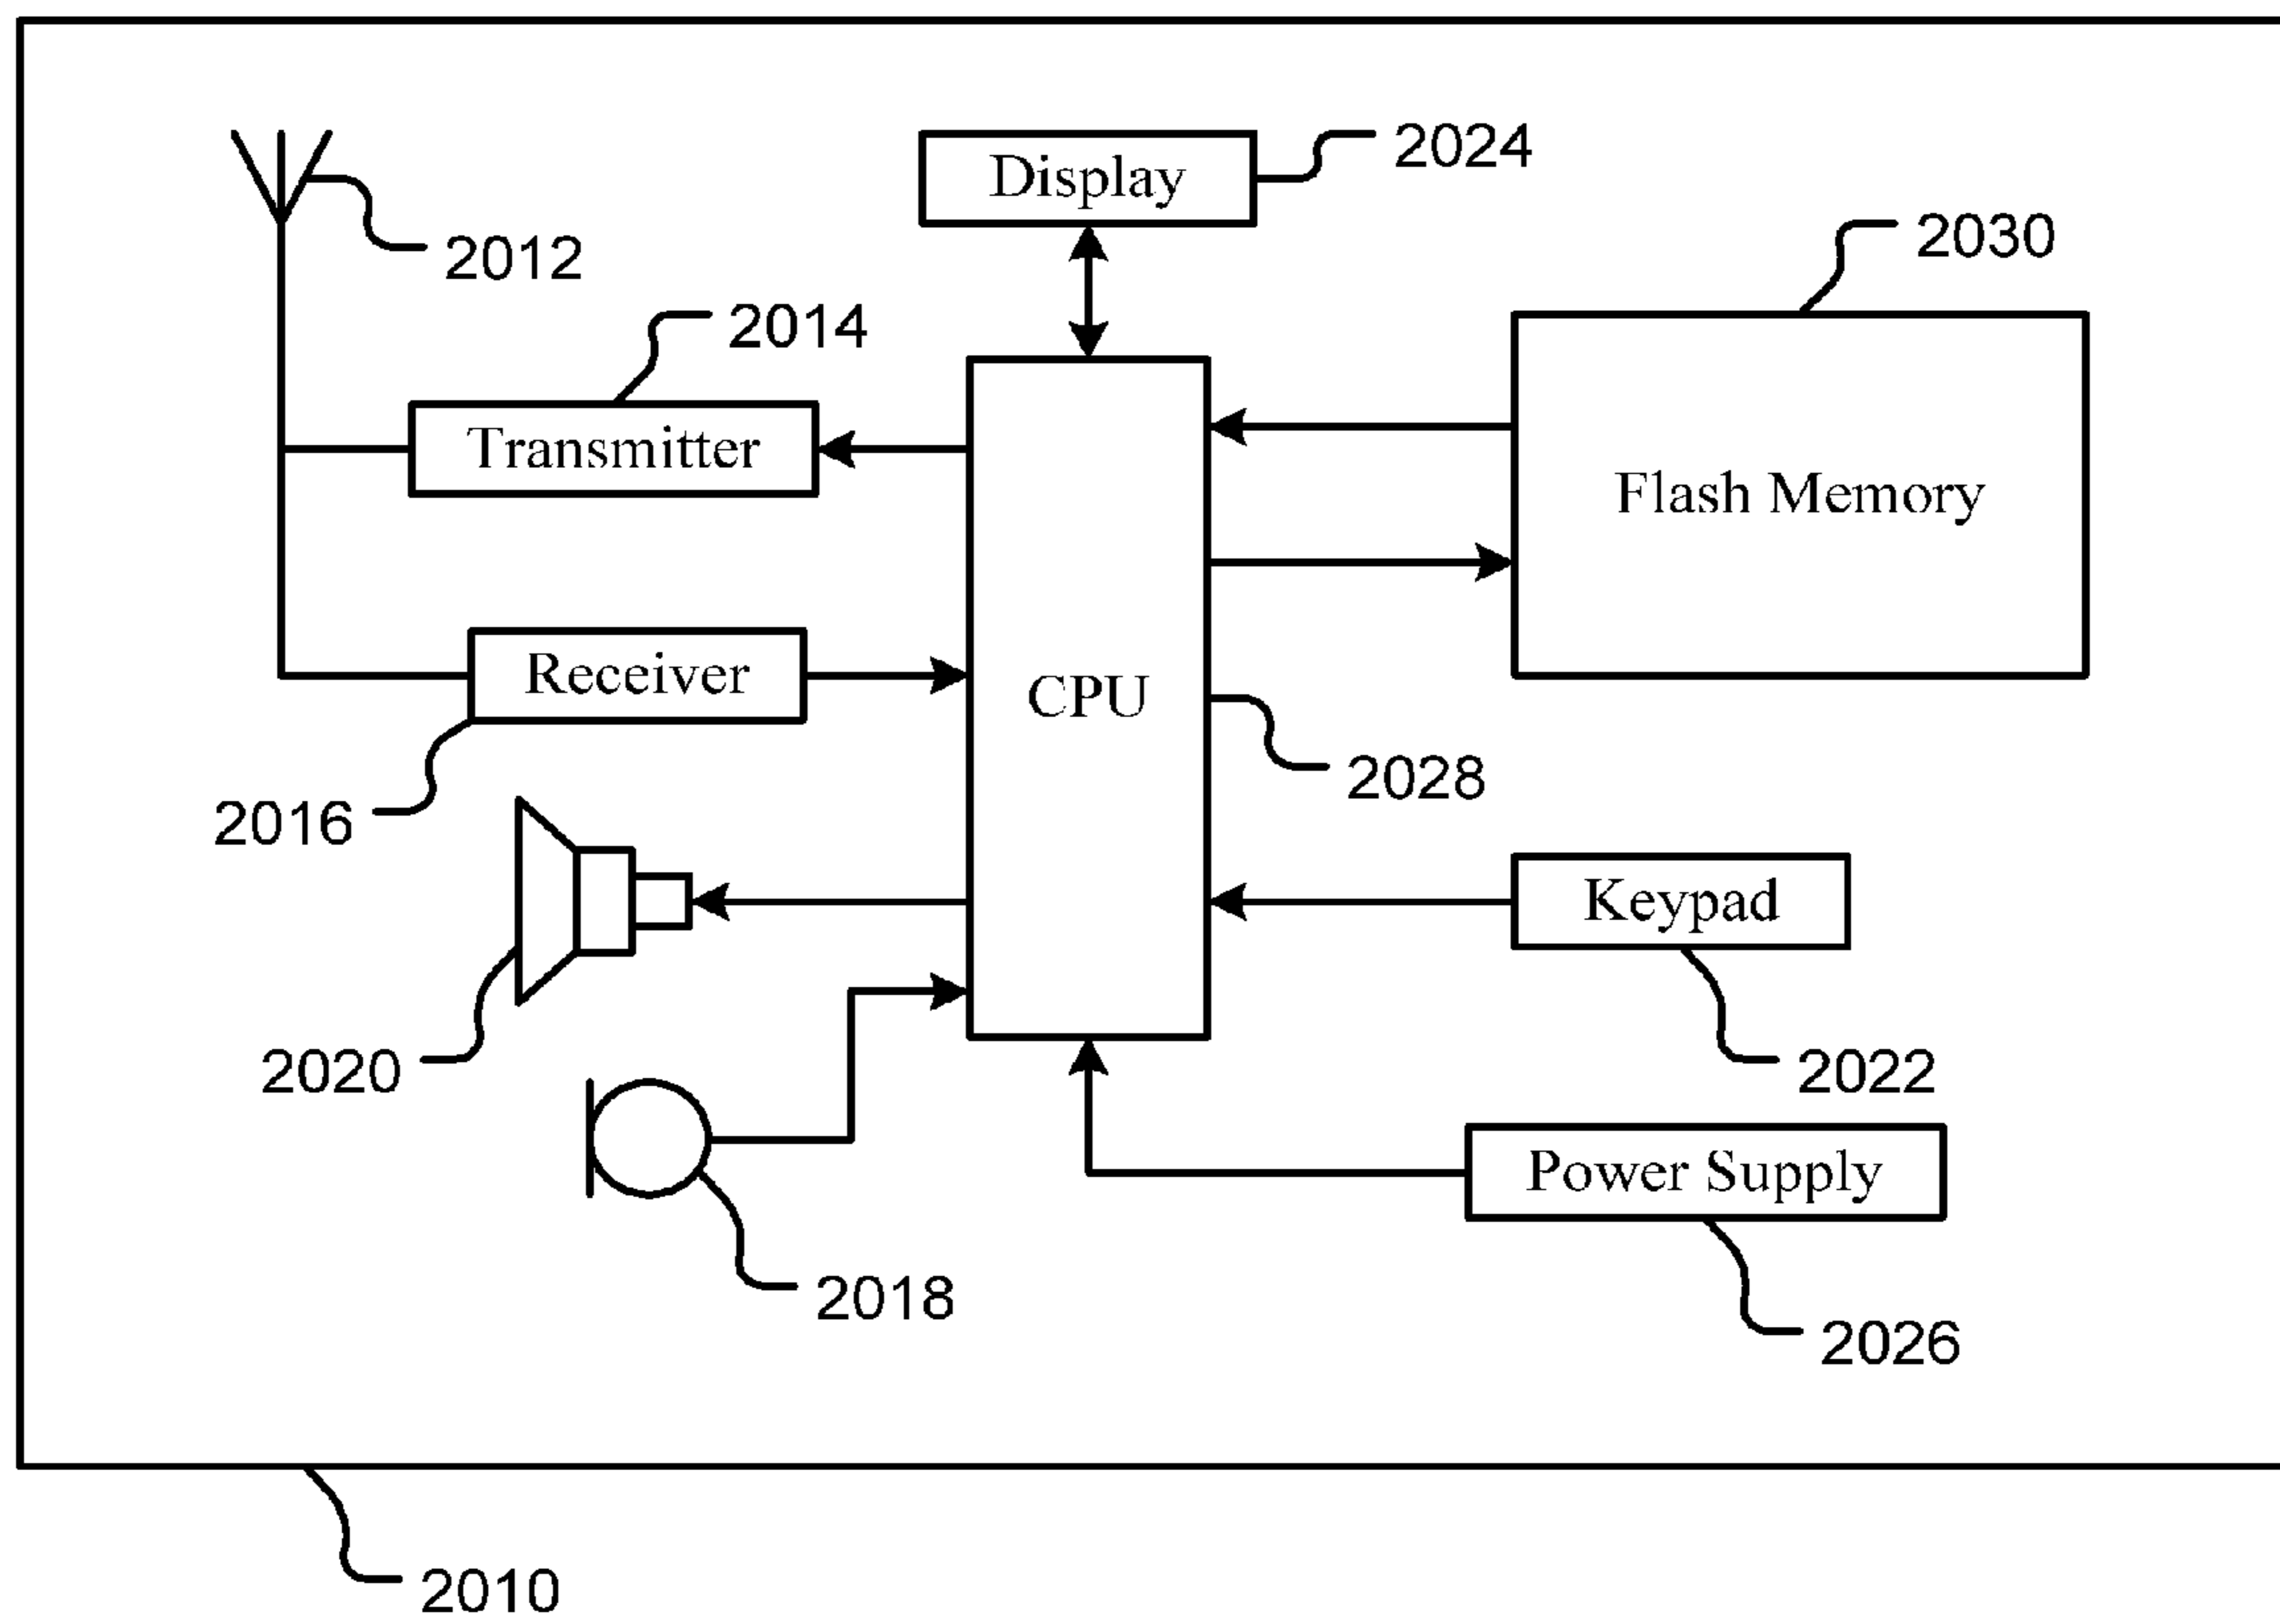 Display
2024
2012
2030
2014
Transmitter
Flash Memory
Receiver
CPU
2028
2016
Keypad
2020
2022
Power Supply
2018
2026
2010